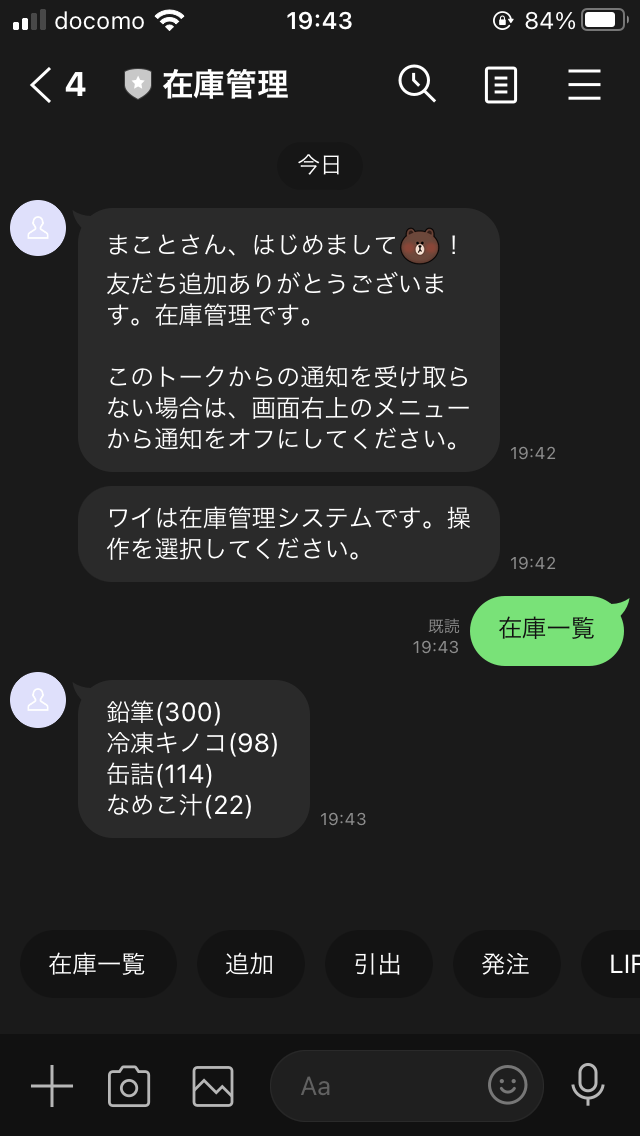 docomo 19:43 84%
4 在庫管理
今日
まことさん、はじめまして！
友だち追加ありがとうございま
す。在庫管理です。
このトークからの通知を受け取ら
ない場合は、画面右上のメニュー
から通知をオフにしてください。
19:42
ワイは在庫管理システムです。操
作を選択してください。
19:42
既読
19:43
在庫一覧
鉛筆(300)
冷凍キノコ(98)
缶詰(114)
なめこ汁(22)
19:43
在庫一覧 追加 引出 発注 LIF
Aa